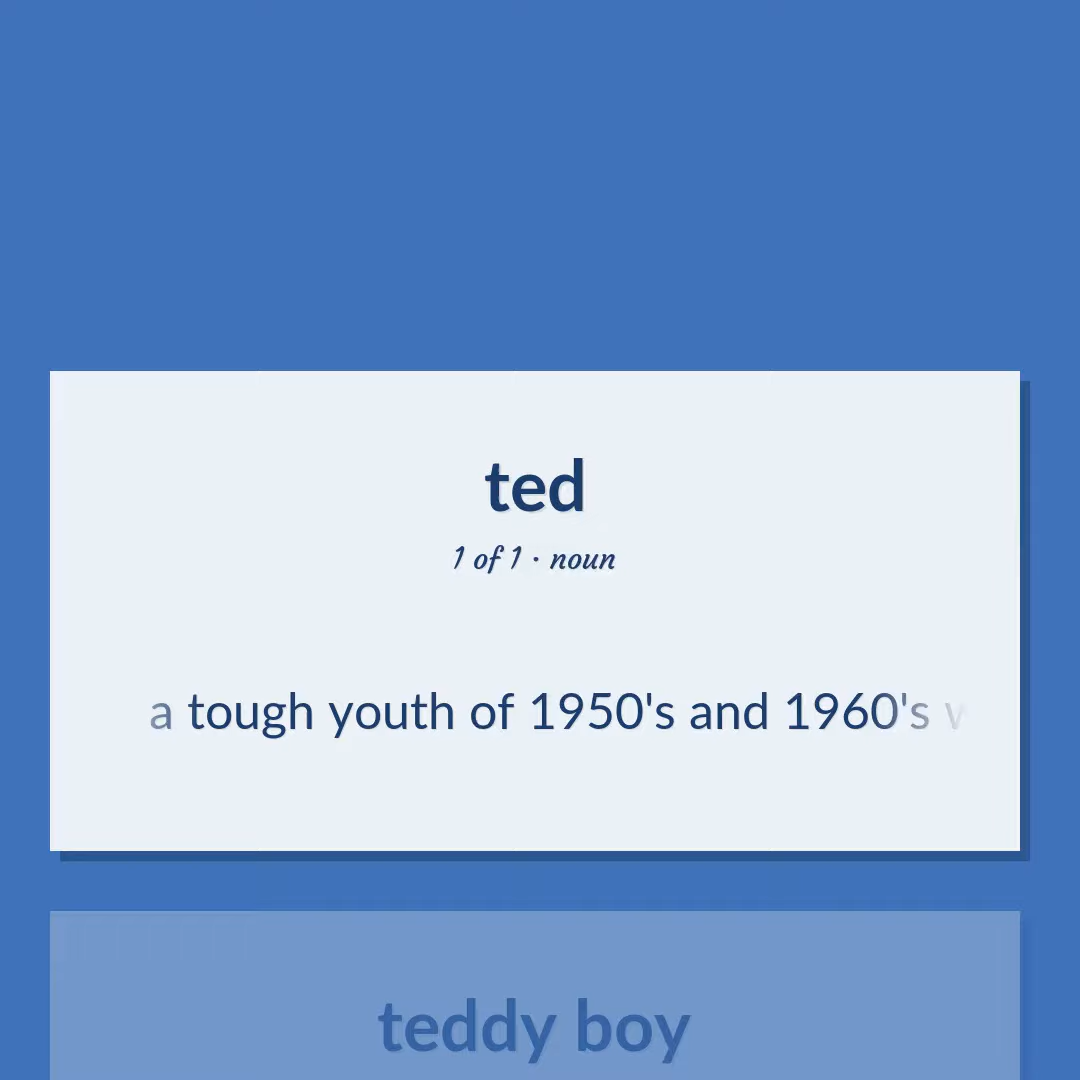 ted
1 of 1 · noun
a tough youth of 1950's and 1960's
teddy boy